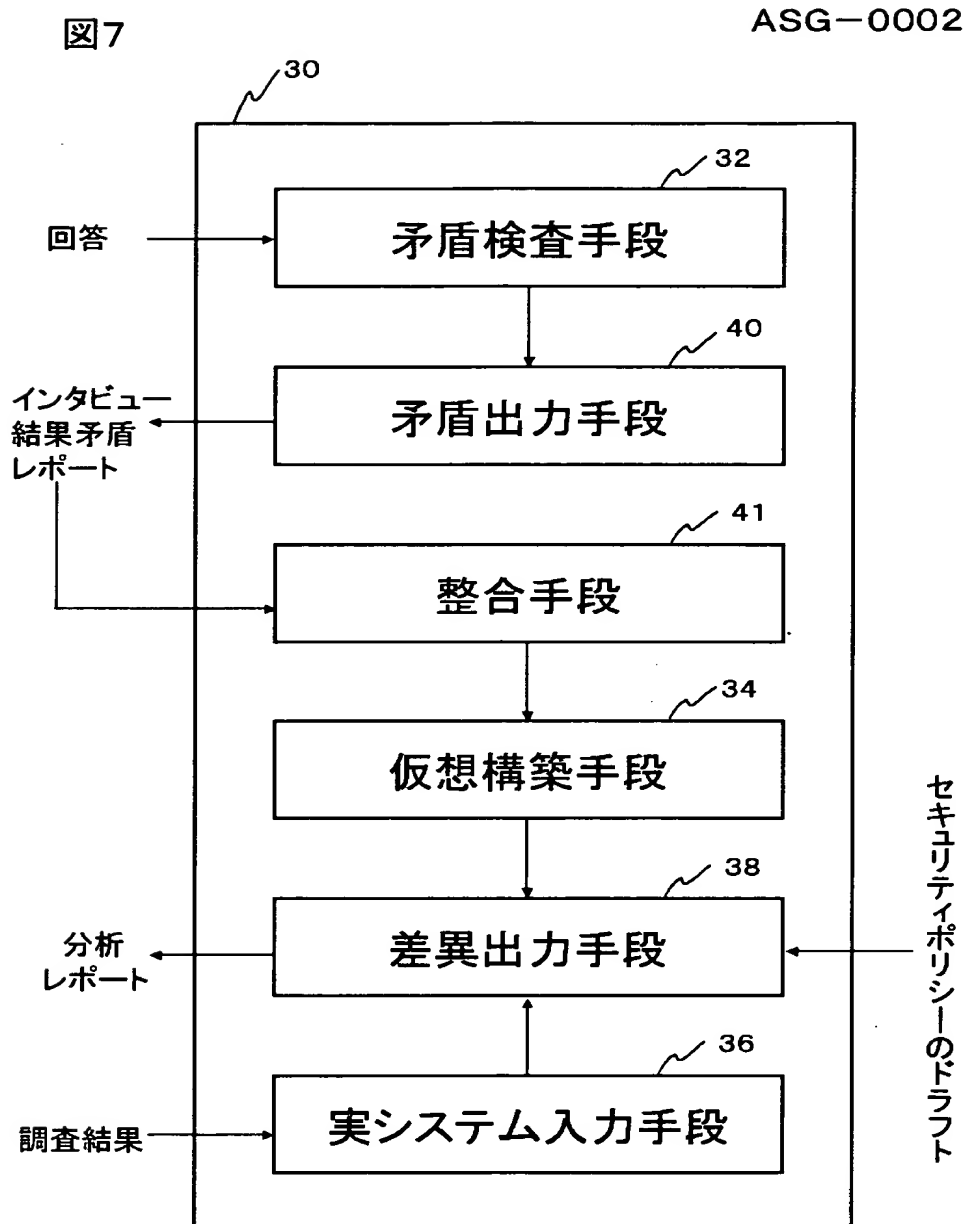 図7
ASG-0002
30
32
回答
矛盾検査手段
40
インタビュー
結果矛盾
レポート
矛盾出力手段
41
整合手段
34
仮想構築手段
38
分析
レポート
差異出力手段
セキュリティポリシーのドラフト
36
調査結果
実システム入力手段